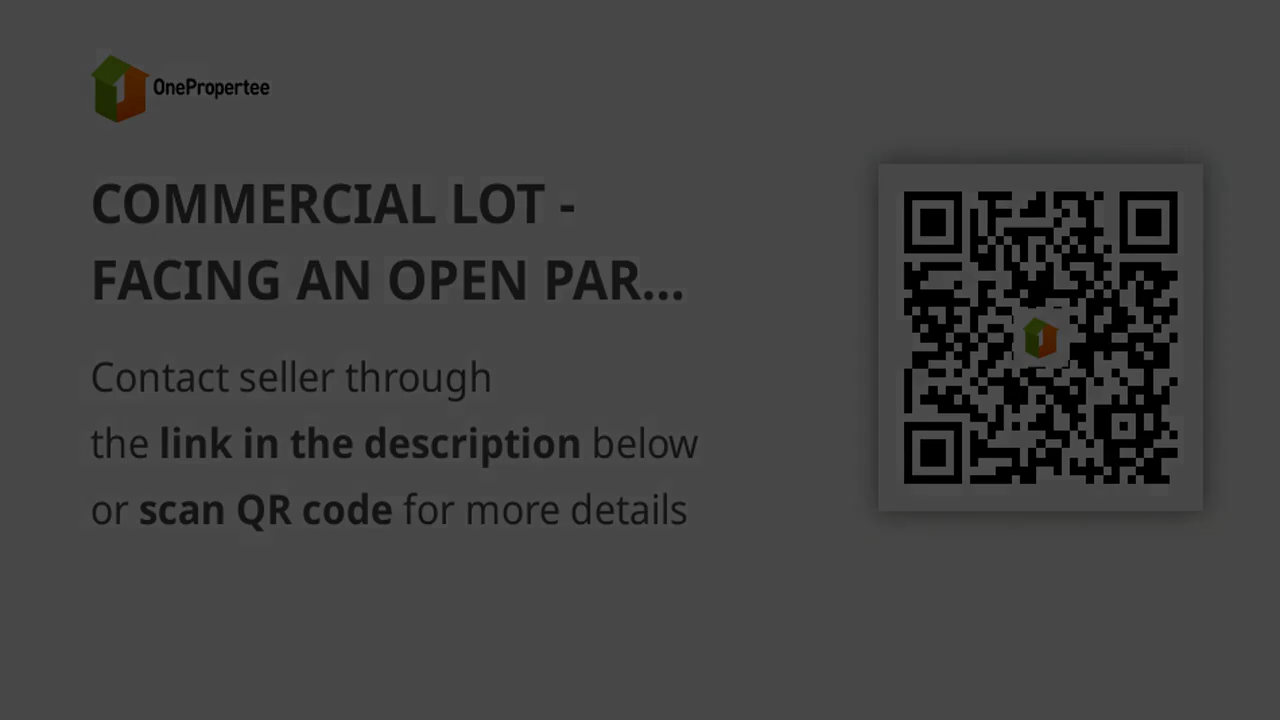 OnePropertee
COMMERCIAL LOT -
FACING AN OPEN PAR...
Contact seller through
the link in the description below
or scan QR code for more details